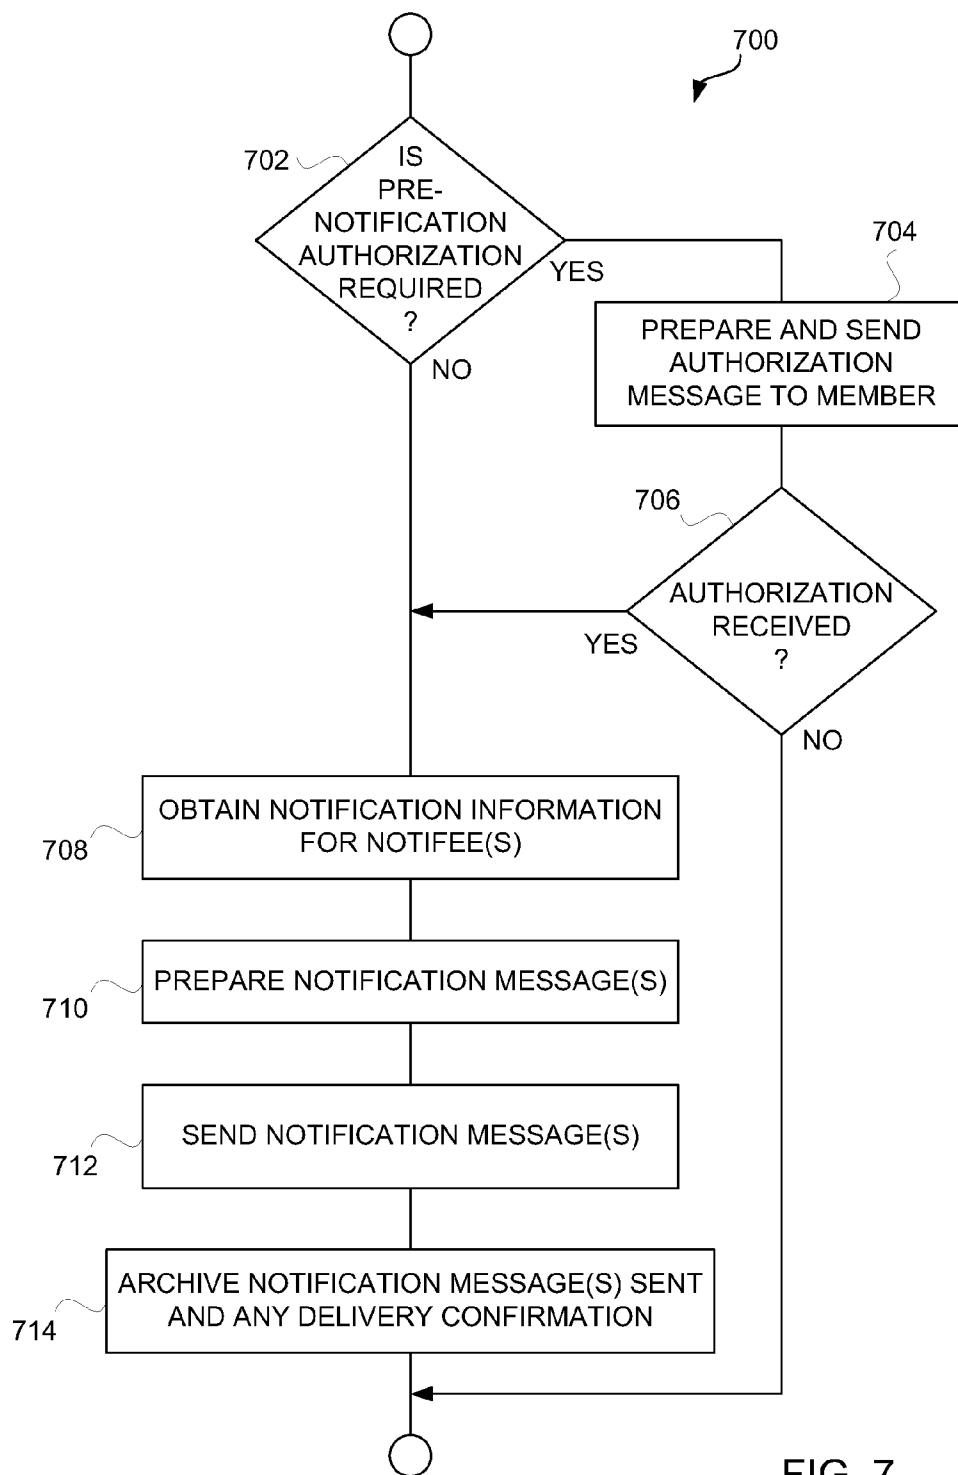 700
702
IS
PRE-
NOTIFICATION
AUTHORIZATION
REQUIRED
?
YES
NO
704
PREPARE AND SEND
AUTHORIZATION
MESSAGE TO MEMBER
706
AUTHORIZATION
RECEIVED
?
YES
NO
708
OBTAIN NOTIFICATION INFORMATION
FOR NOTIFEE(S)
710
PREPARE NOTIFICATION MESSAGE(S)
712
SEND NOTIFICATION MESSAGE(S)
714
ARCHIVE NOTIFICATION MESSAGE(S) SENT
AND ANY DELIVERY CONFIRMATION
FIG. 7